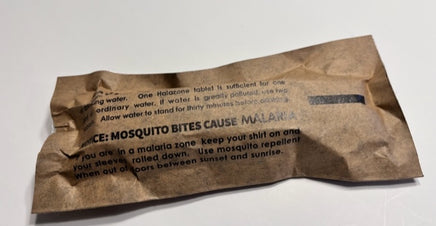 water. One Halazone tablet is sufficient for one
ordinary water, if water is greatly polluted, use two
Allow water to stand for thirty minutes before
CE: MOSQUITO BITES CAUSE MALARIA
you are in a malaria zone keep your shirt on and
your sleeves rolled down. Use mosquito repellent
when out of doors between sunset and sunrise.